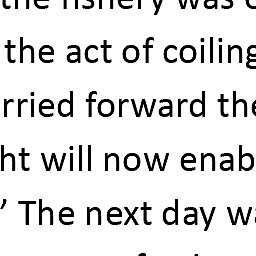 the fishery was
the act of coiling
rried forward the
ht will now enab
’ The next day wa